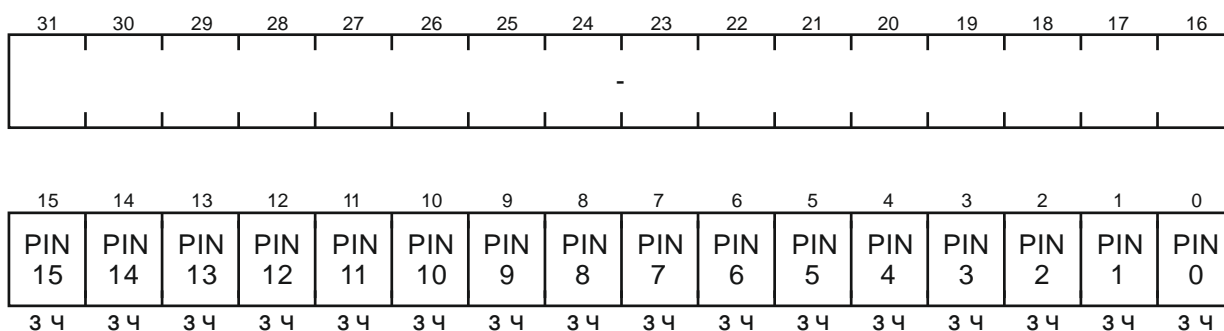 31 30 29 28 27 26 25 24 23 22 21 20 19 18 17 16
-
15 14 13 12 11 10 9 8 7 6 5 4 3 2 1 0
PIN PIN PIN PIN PIN PIN PIN PIN PIN PIN PIN PIN PIN PIN PIN PIN
15 14 13 12 11 10 9 8 7 6 5 4 3 2 1 0
З Ч З Ч З Ч З Ч З Ч З Ч З Ч З Ч З Ч З Ч З Ч З Ч З Ч З Ч З Ч З Ч